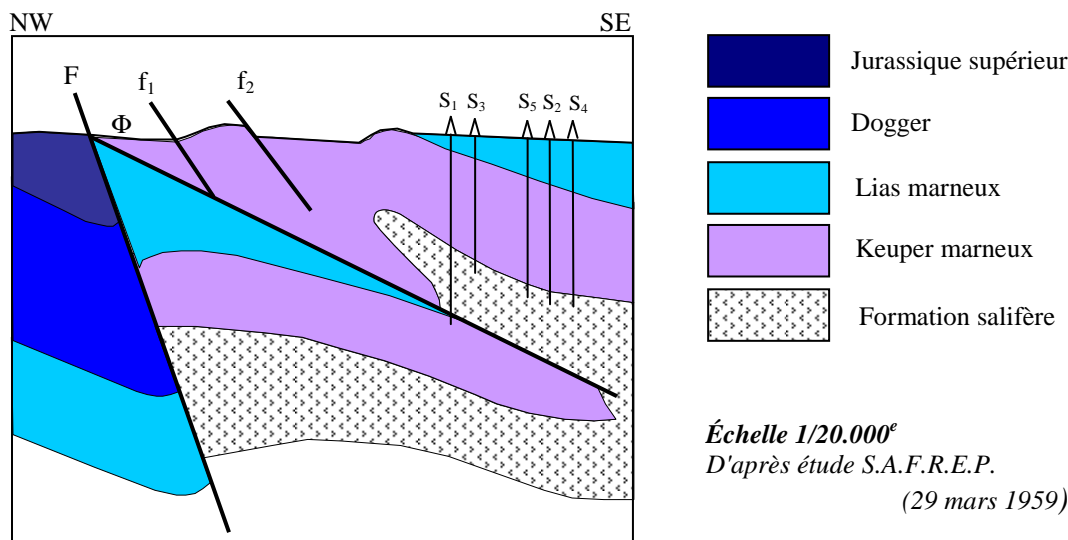 NW SE
F f₁ f₂
Φ
S₁ S₃ S₅ S₂ S₄
Jurassique supérieur
Dogger
Lias marneux
Keuper marneux
Formation salifère
Échelle 1/20.000ᵉ
D'après étude S.A.F.R.E.P.
(29 mars 1959)